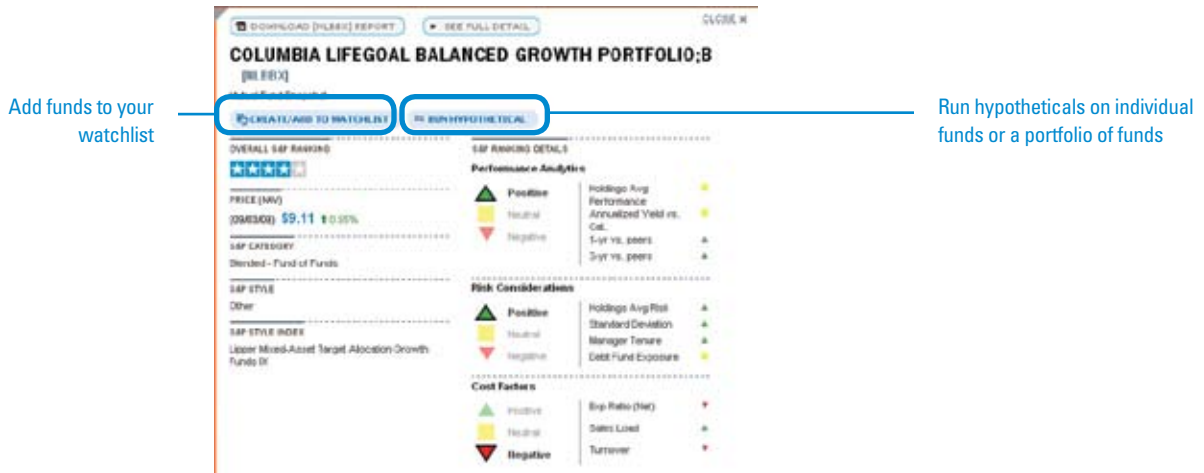 DOWNLOAD [NLBBX] REPORT
SEE FULL DETAIL
CLOSE
COLUMBIA LIFEGOAL BALANCED GROWTH PORTFOLIO;B
[NLBBX]
Add funds to your
watchlist
CREATE/ADD TO WATCHLIST
RUN HYPOTHETICAL
Run hypotheticals on individual
funds or a portfolio of funds
OVERALL S&P RANKING
PRICE (NAV)
$9.11
S&P CATEGORY
Blended - Fund of Funds
S&P STYLE
Other
S&P STYLE INDEX
Lipper Mixed-Asset Target Allocation Growth
Funds IX
S&P RANKING DETAILS
Performance Analytics
Positive
Neutral
Negative
Holdings Avg
Performance
Annualized Yield vs.
Cat.
1-yr vs. peers
3-yr vs. peers
Risk Considerations
Positive
Neutral
Negative
Holdings Avg Risk
Standard Deviation
Manager Tenure
Debt Fund Exposure
Cost Factors
Positive
Neutral
Negative
Exp Ratio (Net)
Sales Load
Turnover